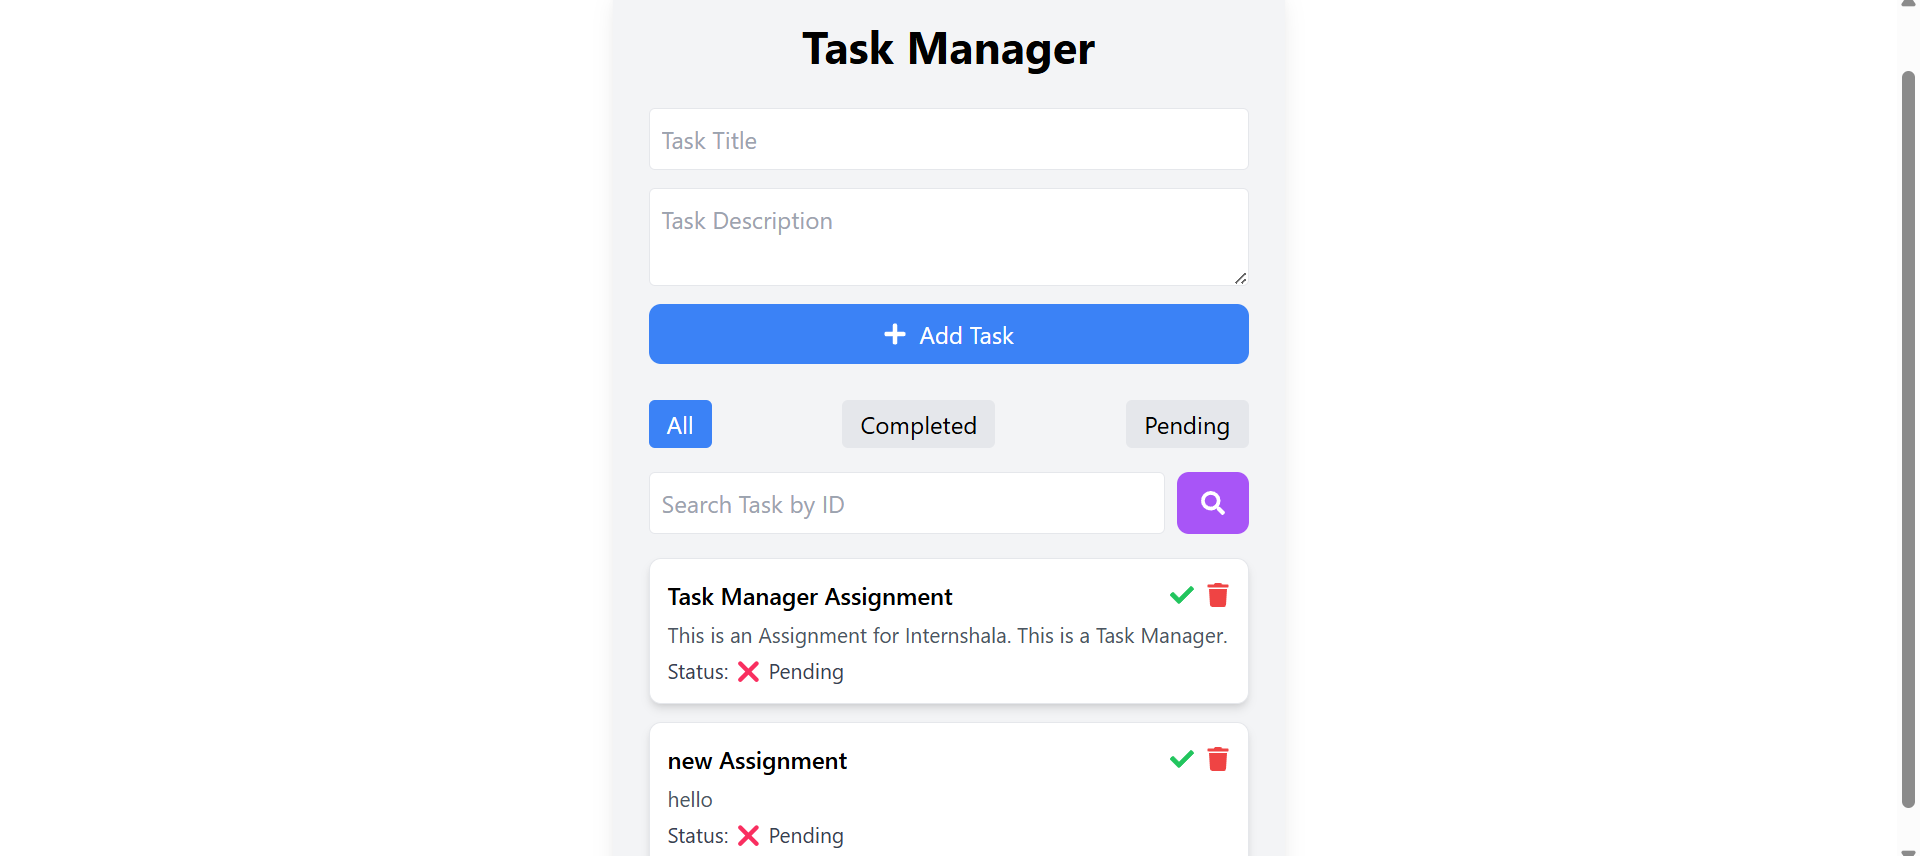 Task Manager
Task Title
Task Description
Add Task
All Completed Pending
Search Task by ID
Task Manager Assignment
This is an Assignment for Internshala. This is a Task Manager.
Status: ❌ Pending
new Assignment
hello
Status: ❌ Pending